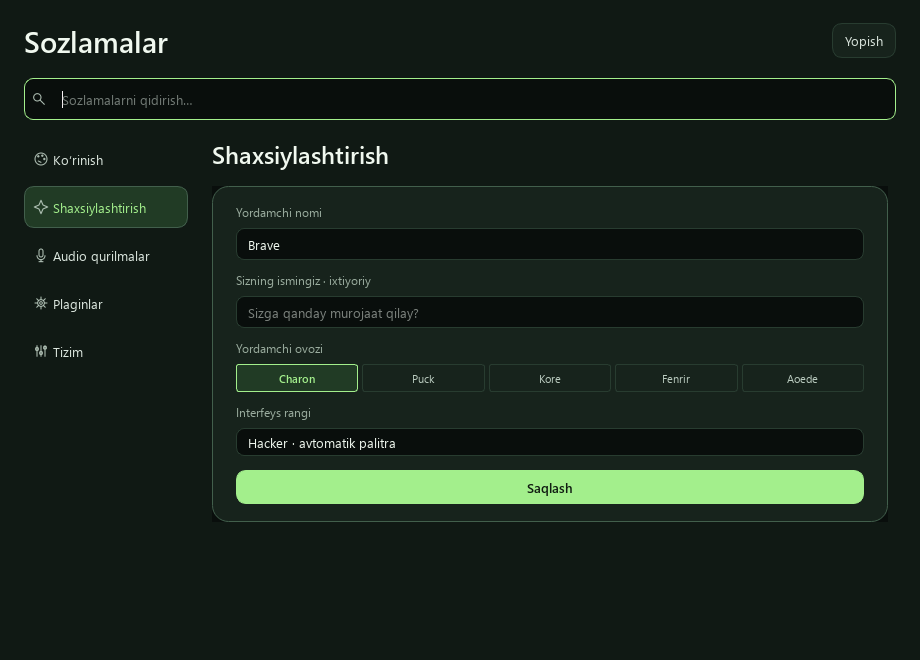 Sozlamalar
Yopish
Sozlamalarni qidirish...
Ko‘rinish
Shaxsiylashtirish
Audio qurilmalar
Plaginlar
Tizim
Shaxsiylashtirish
Yordamchi nomi
Brave
Sizning ismingiz · ixtiyoriy
Sizga qanday murojaat qilay?
Yordamchi ovozi
Charon Puck Kore Fenrir Aoede
Interfeys rangi
Hacker · avtomatik palitra
Saqlash